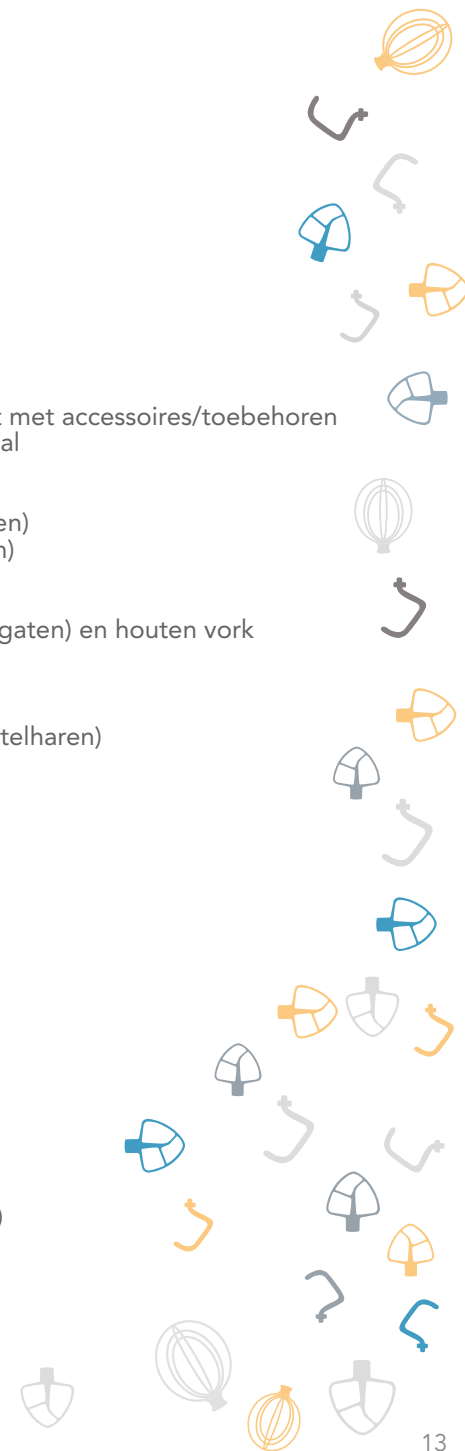 met accessoires/toebehoren
al
en)
n)
gaten) en houten vork
telharen)
)
13